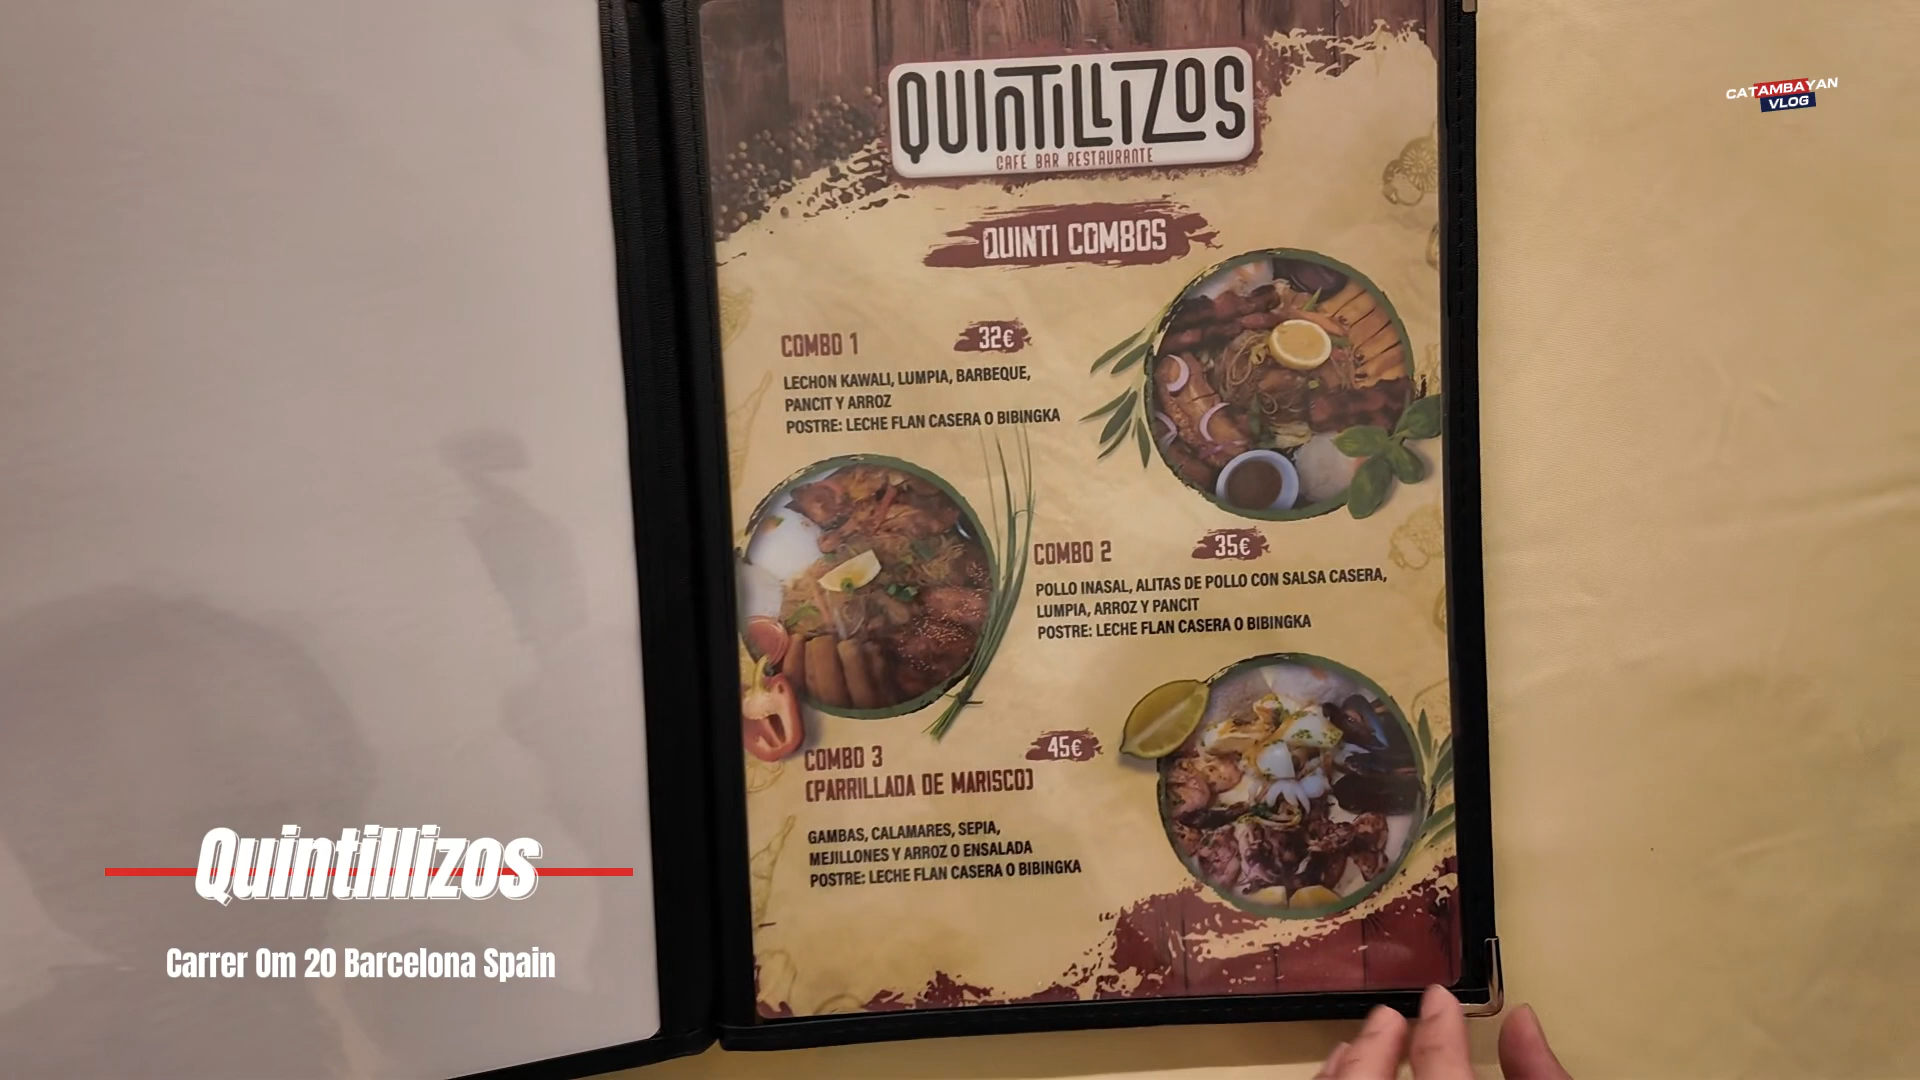 QUINTILLIZOS
CAFÉ BAR RESTAURANTE
CATAMBAYAN
VLOG
QUINTI COMBOS
COMBO 1
32€
LECHON KAWALI, LUMPIA, BARBEQUE,
PANCIT Y ARROZ
POSTRE: LECHE FLAN CASERA O BIBINGKA
COMBO 2
35€
POLLO INASAL, ALITAS DE POLLO CON SALSA CASERA,
LUMPIA, ARROZ Y PANCIT
POSTRE: LECHE FLAN CASERA O BIBINGKA
COMBO 3
45€
(PARRILLADA DE MARISCO)
GAMBAS, CALAMARES, SEPIA,
MEJILLONES Y ARROZ O ENSALADA
POSTRE: LECHE FLAN CASERA O BIBINGKA
Quintillizos
Carrer Om 20 Barcelona Spain